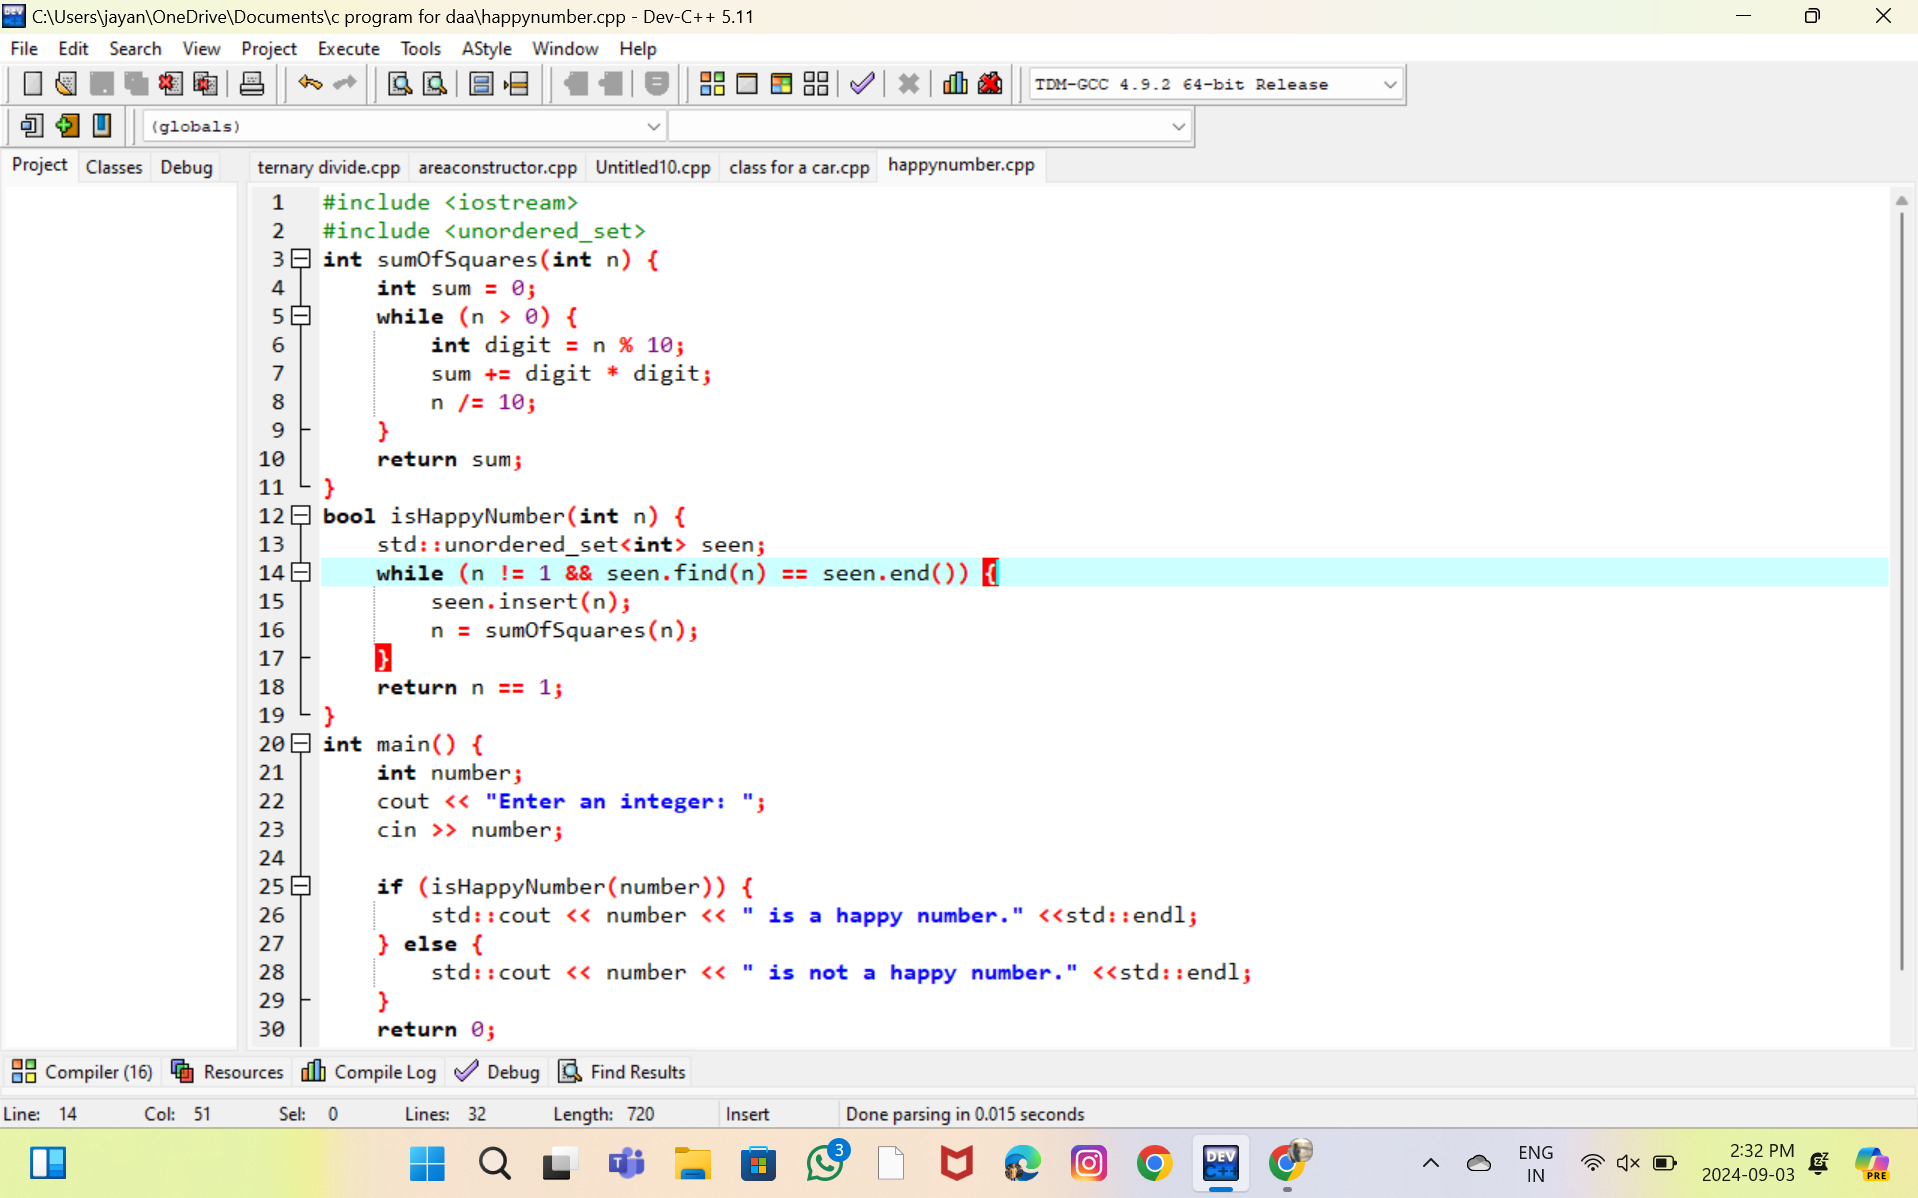 C:\Users\jayan\OneDrive\Documents\c program for daa\happynumber.cpp - Dev-C++ 5.11
File Edit Search View Project Execute Tools AStyle Window Help
TDM-GCC 4.9.2 64-bit Release
(globals)
Project Classes Debug
ternary divide.cpp areaconstructor.cpp Untitled10.cpp class for a car.cpp happynumber.cpp
1 #include <iostream>
2 #include <unordered_set>
3 int sumOfSquares(int n) {
4     int sum = 0;
5     while (n > 0) {
6         int digit = n % 10;
7         sum += digit * digit;
8         n /= 10;
9     }
10     return sum;
11 }
12 bool isHappyNumber(int n) {
13     std::unordered_set<int> seen;
14     while (n != 1 && seen.find(n) == seen.end()) {
15         seen.insert(n);
16         n = sumOfSquares(n);
17     }
18     return n == 1;
19 }
20 int main() {
21     int number;
22     cout << "Enter an integer: ";
23     cin >> number;
24
25     if (isHappyNumber(number)) {
26         std::cout << number << " is a happy number." <<std::endl;
27     } else {
28         std::cout << number << " is not a happy number." <<std::endl;
29     }
30     return 0;
Compiler (16) Resources Compile Log Debug Find Results
Line: 14 Col: 51 Sel: 0 Lines: 32 Length: 720 Insert Done parsing in 0.015 seconds
3
DEV C++
ENG
IN
2:32 PM
2024-09-03
PRE